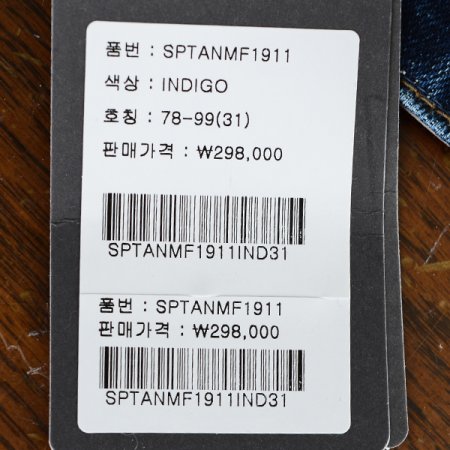 품번 : SPTANMF1911
색상 : INDIGO
호칭 : 78-99(31)
판매가격 : ₩298,000
SPTANMF1911IND31
품번 : SPTANMF1911
판매가격 : ₩298,000
SPTANMF1911IND31